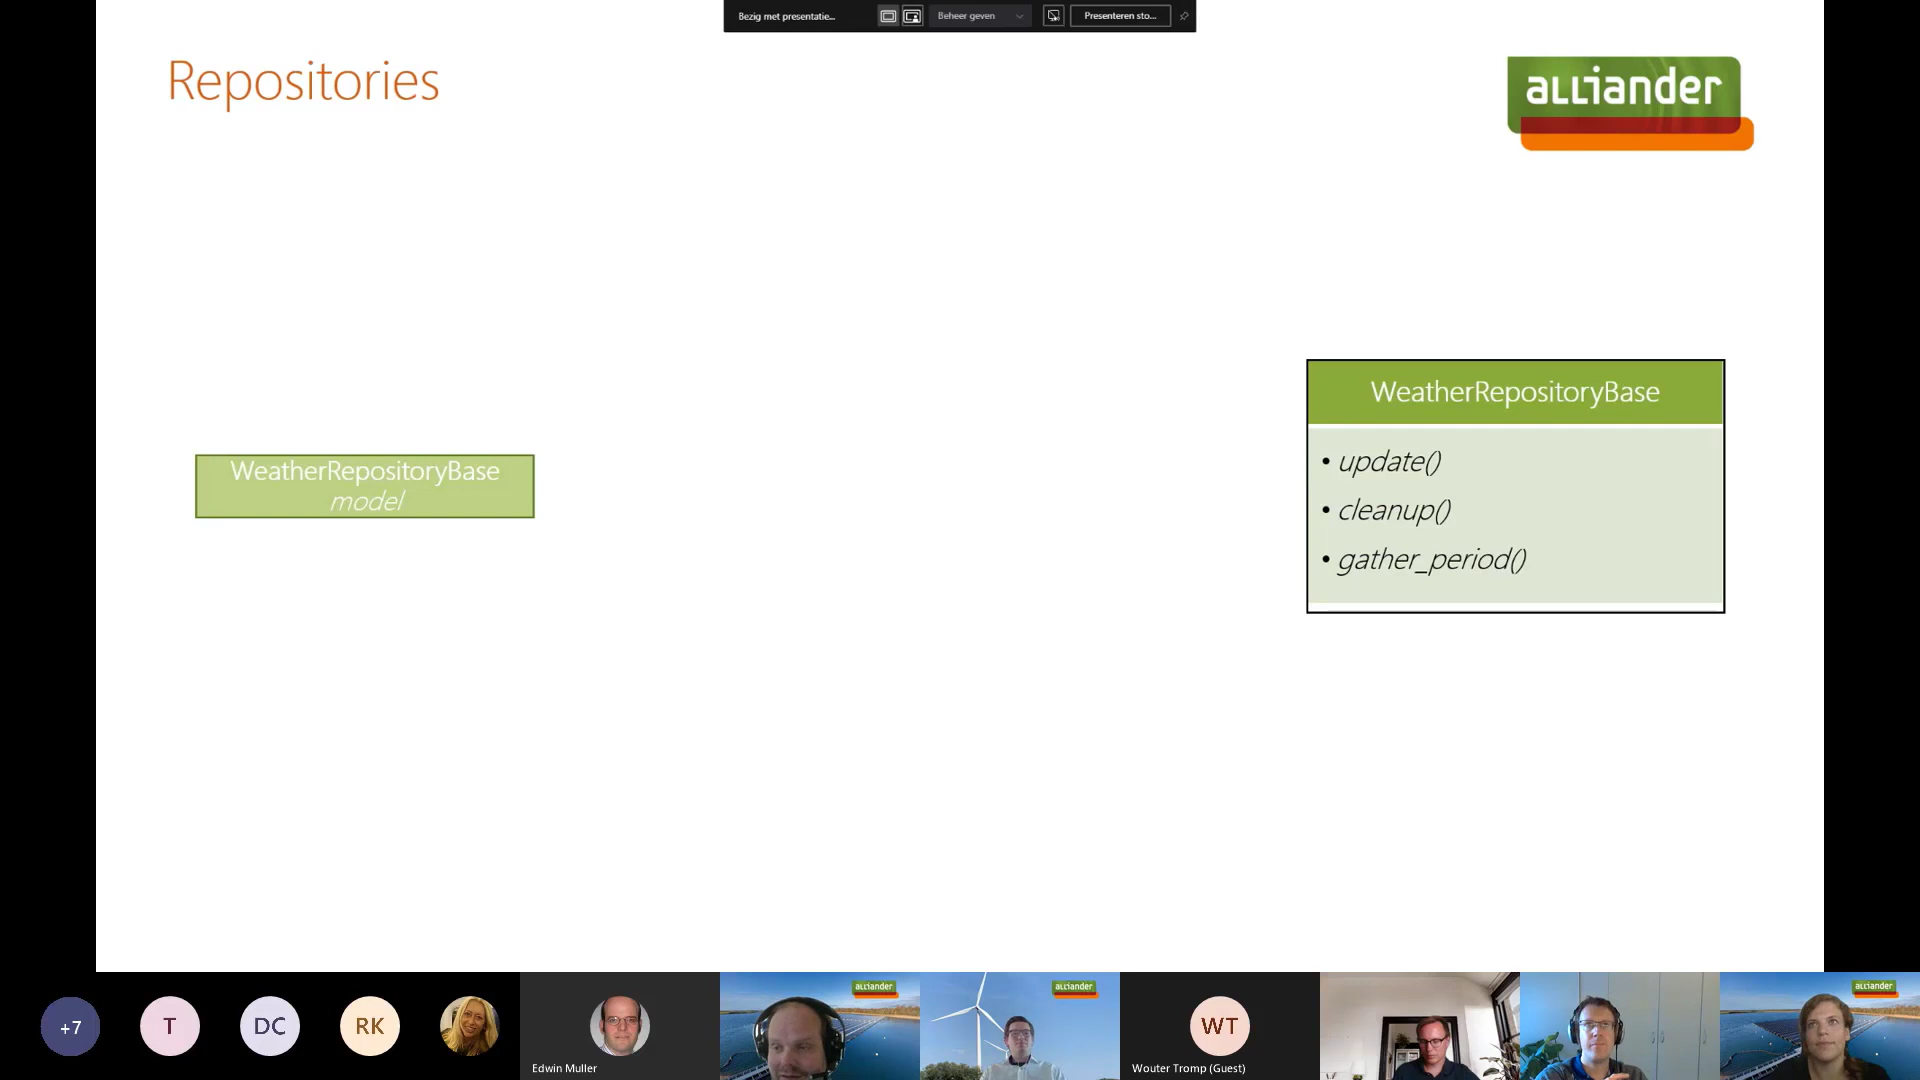 Bezig met presentatie...
Beheer geven
Presenteren sto...
Repositories
alliander
WeatherRepositoryBase
model
WeatherRepositoryBase
• update()
• cleanup()
• gather_period()
+7
T
DC
RK
Edwin Muller
alliander
alliander
WT
Wouter Tromp (Guest)
alliander